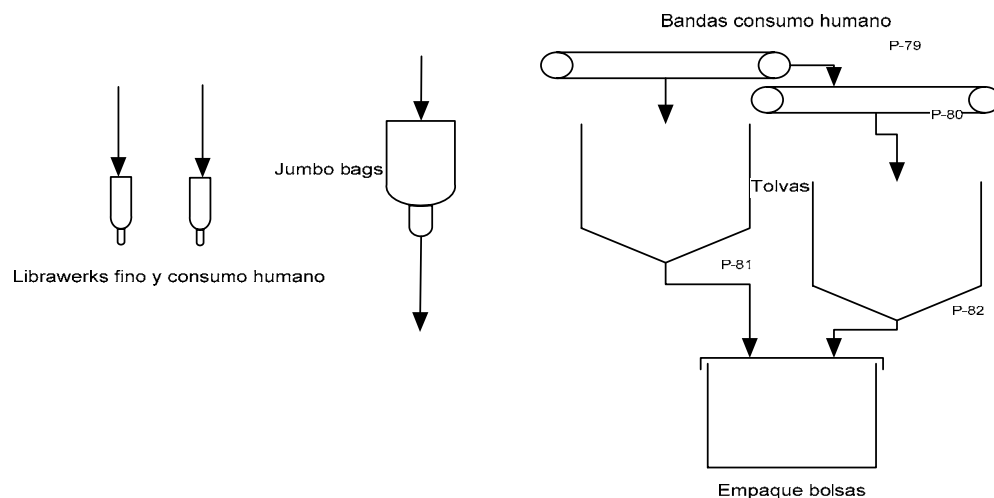 Bandas consumo humano
P-79
P-80
Jumbo bags
Tolvas
Librawerks fino y consumo humano
P-81
P-82
Empaque bolsas